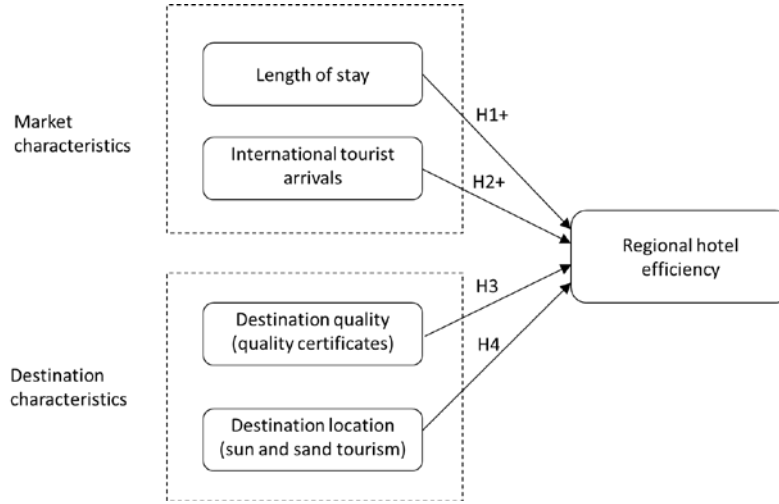 Market
characteristics
Length of stay
International tourist
arrivals
H1+
H2+
Regional hotel
efficiency
Destination
characteristics
Destination quality
(quality certificates)
Destination location
(sun and sand tourism)
H3
H4